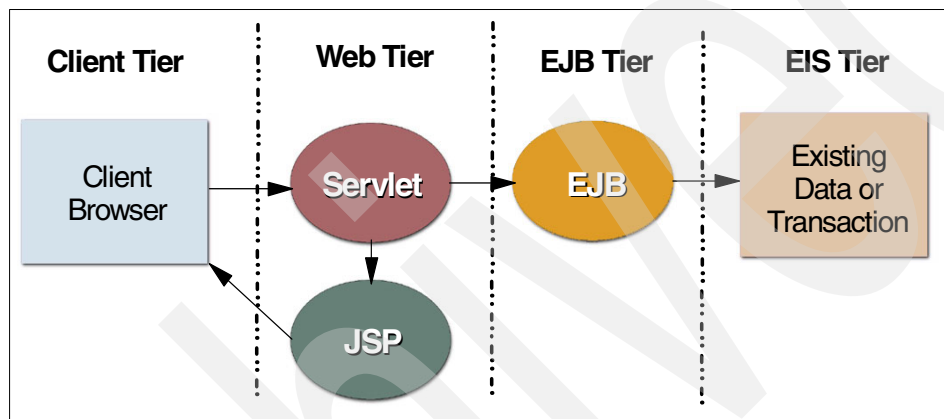 Client Tier
Web Tier
EJB Tier
EIS Tier
Client
Browser
Servlet
EJB
Existing
Data or
Transaction
JSP